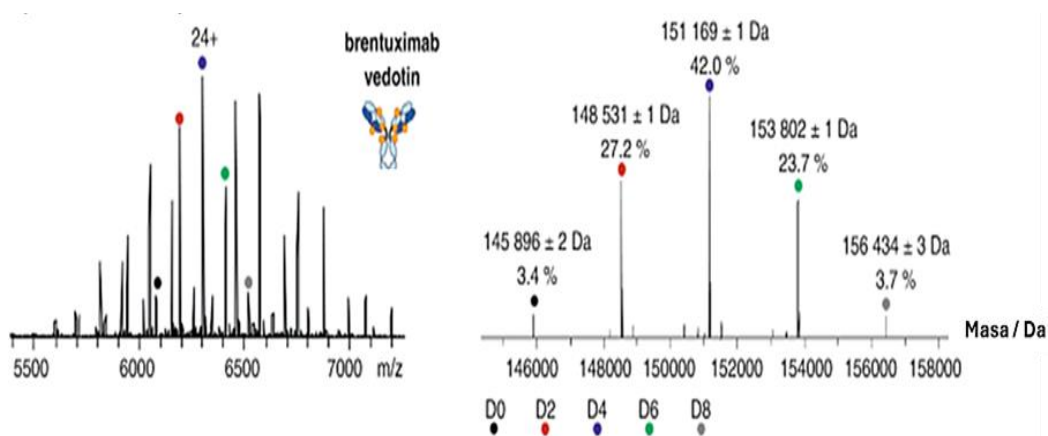 24+
brentuximab
vedotin
5500
6000
6500
7000
m/z
145 896 ± 2 Da
3.4 %
148 531 ± 1 Da
27.2 %
151 169 ± 1 Da
42.0 %
153 802 ± 1 Da
23.7 %
156 434 ± 3 Da
3.7 %
Masa / Da
146000
148000
150000
152000
154000
156000
158000
D0
D2
D4
D6
D8